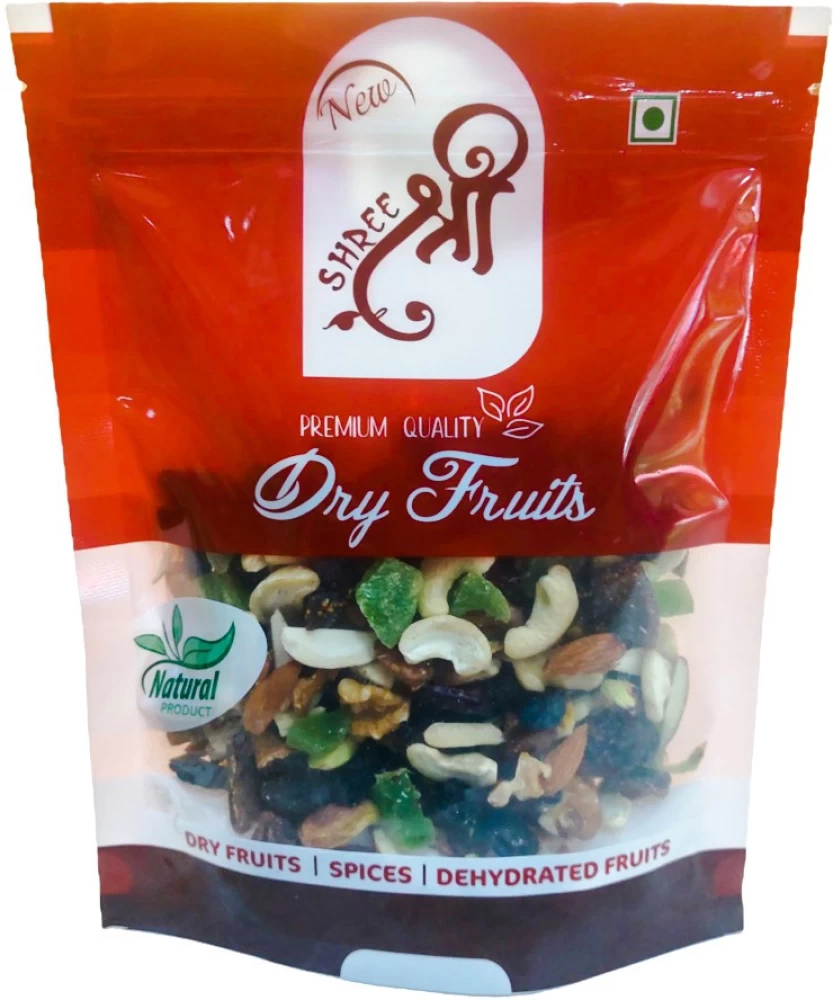 New
SHREE
श्री
PREMIUM QUALITY
Dry Fruits
Natural
PRODUCT
DRY FRUITS | SPICES | DEHYDRATED FRUITS